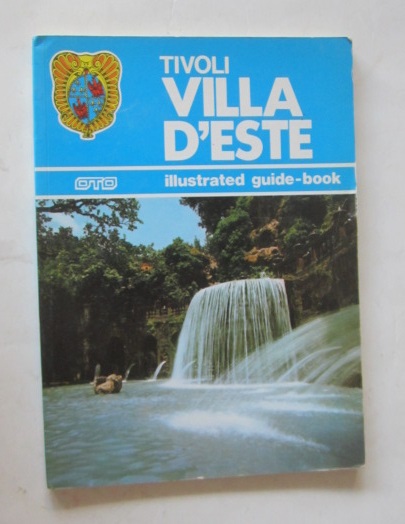 TIVOLI
VILLA
D'ESTE
OTO
illustrated guide-book